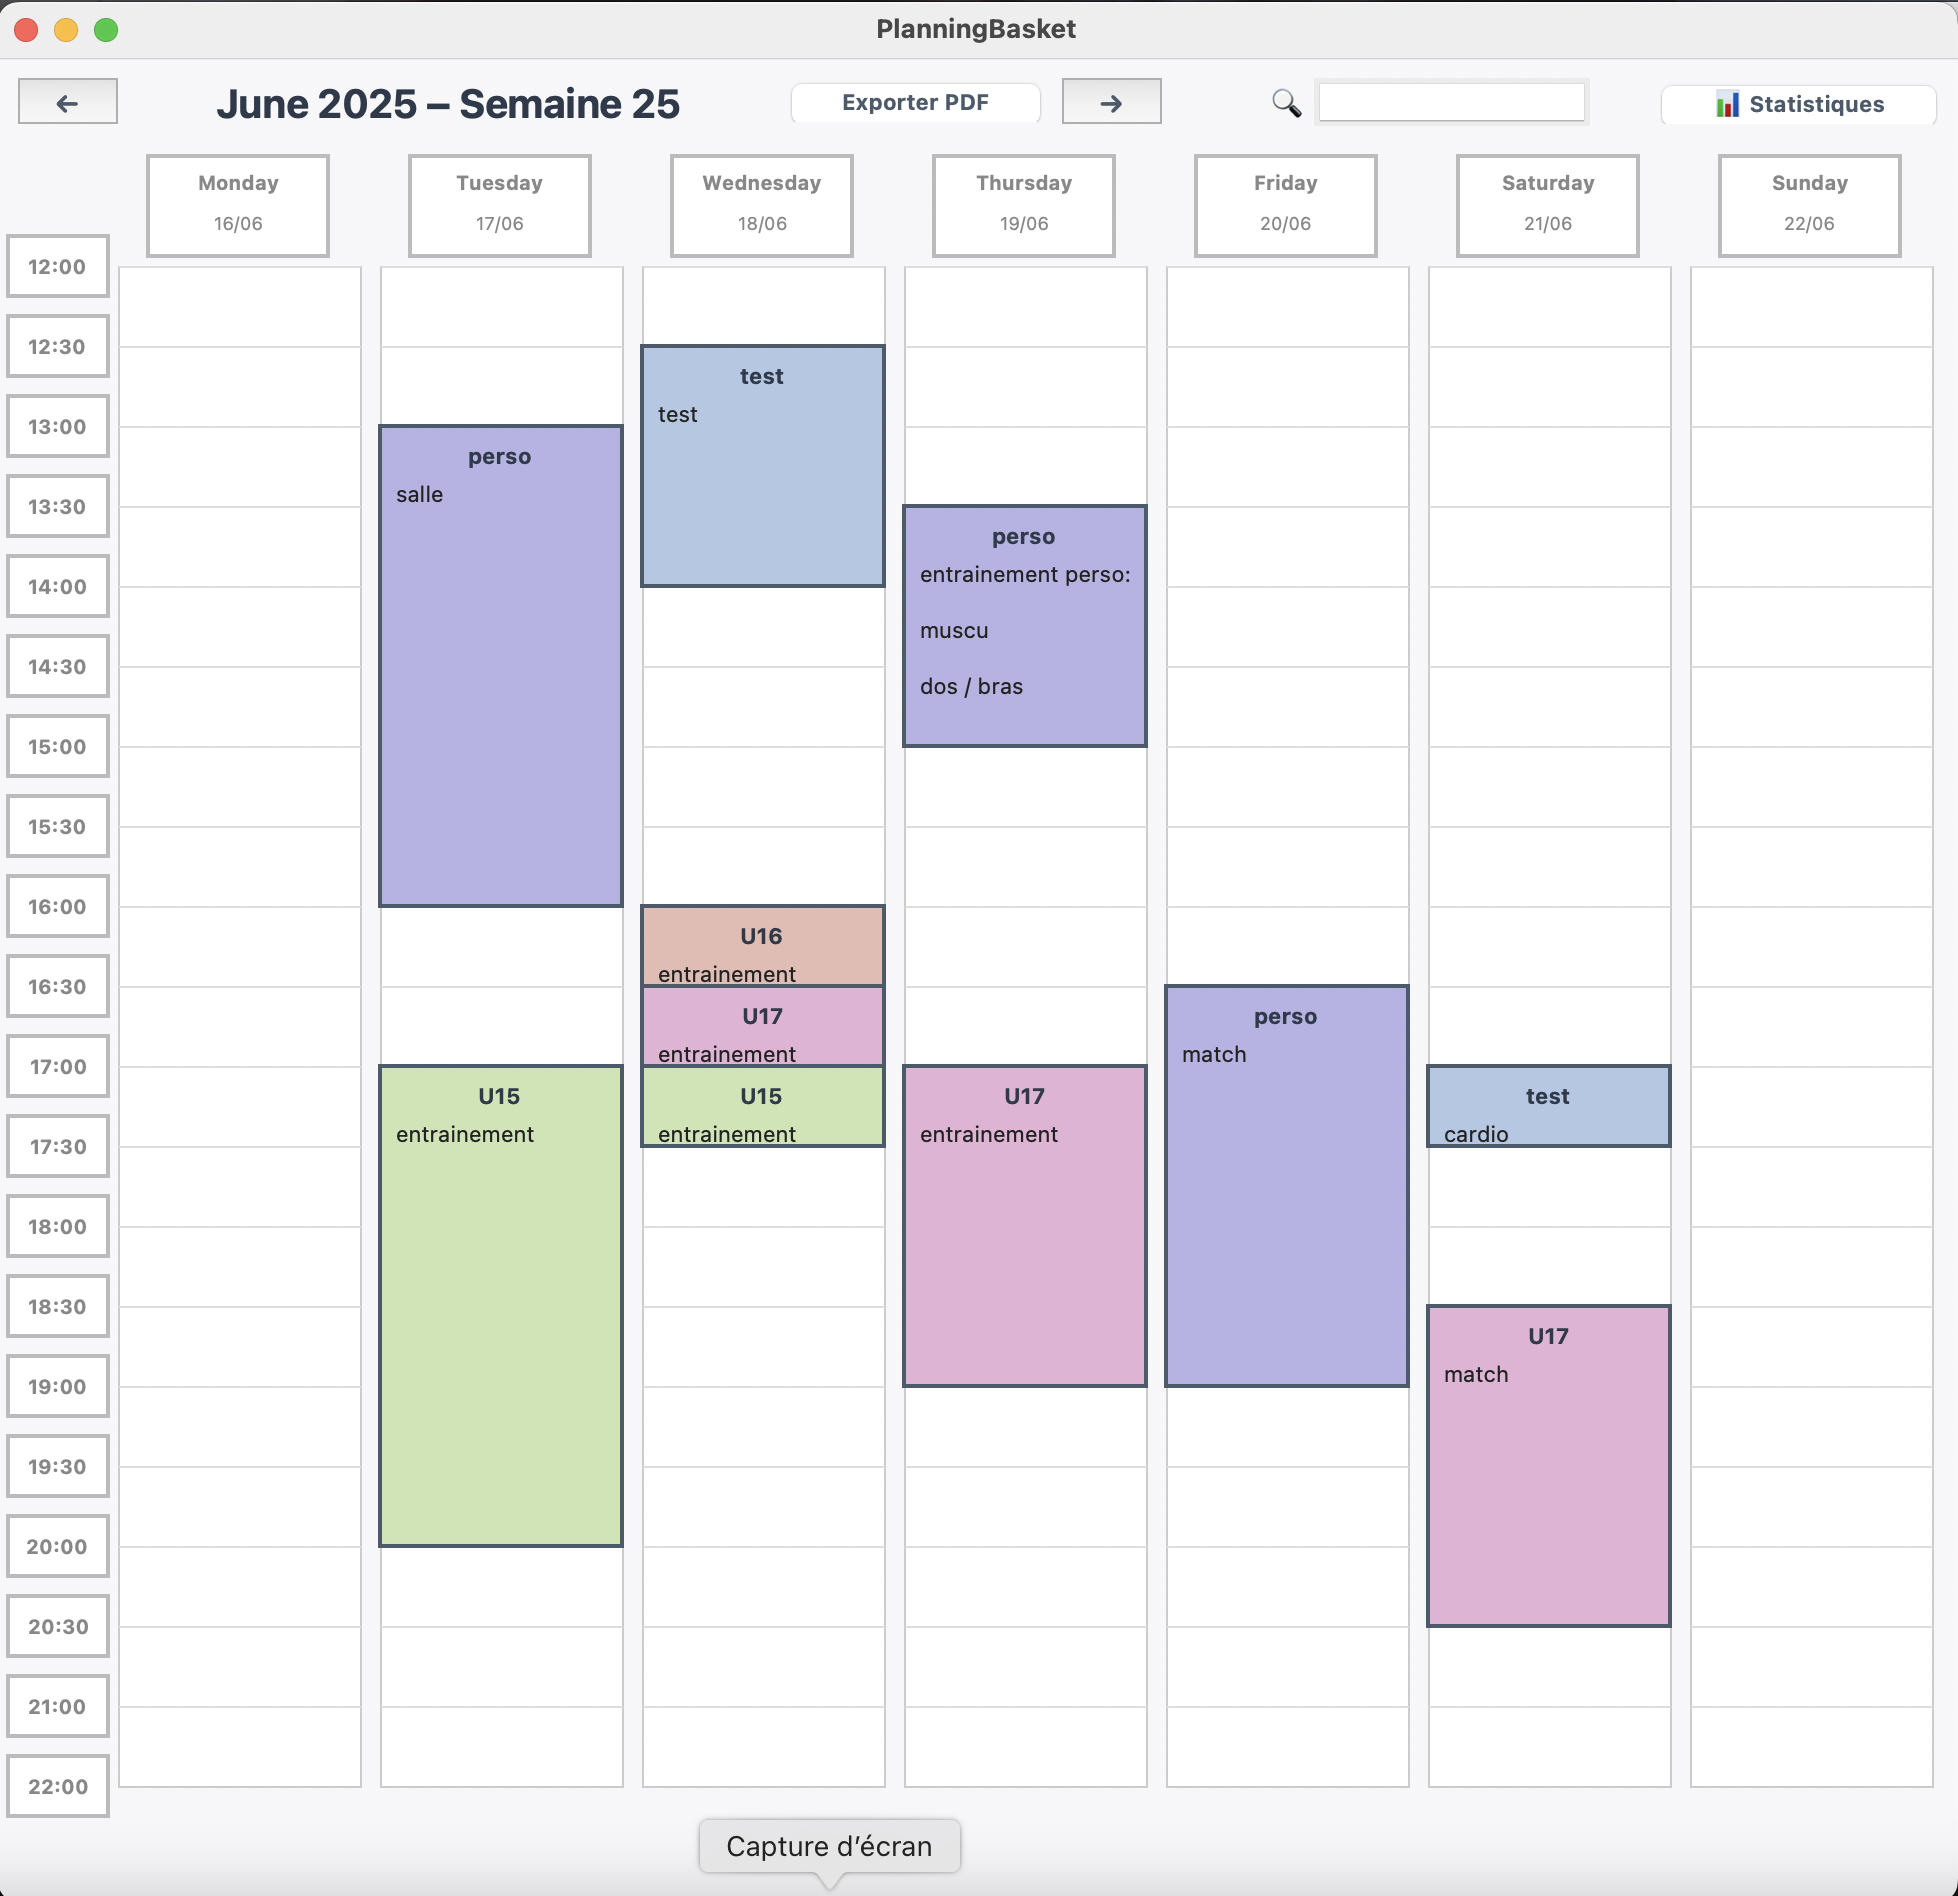 PlanningBasket
← June 2025 – Semaine 25 Exporter PDF → Statistiques
Monday Tuesday Wednesday Thursday Friday Saturday Sunday
16/06 17/06 18/06 19/06 20/06 21/06 22/06
12:00
12:30
13:00
13:30
14:00
14:30
15:00
15:30
16:00
16:30
17:00
17:30
18:00
18:30
19:00
19:30
20:00
20:30
21:00
22:00
perso
salle
U15
entrainement
test
test
U16
entrainement
U17
entrainement
U15
entrainement
perso
entrainement perso:
muscu
dos / bras
U17
entrainement
perso
match
test
cardio
U17
match
Capture d’écran